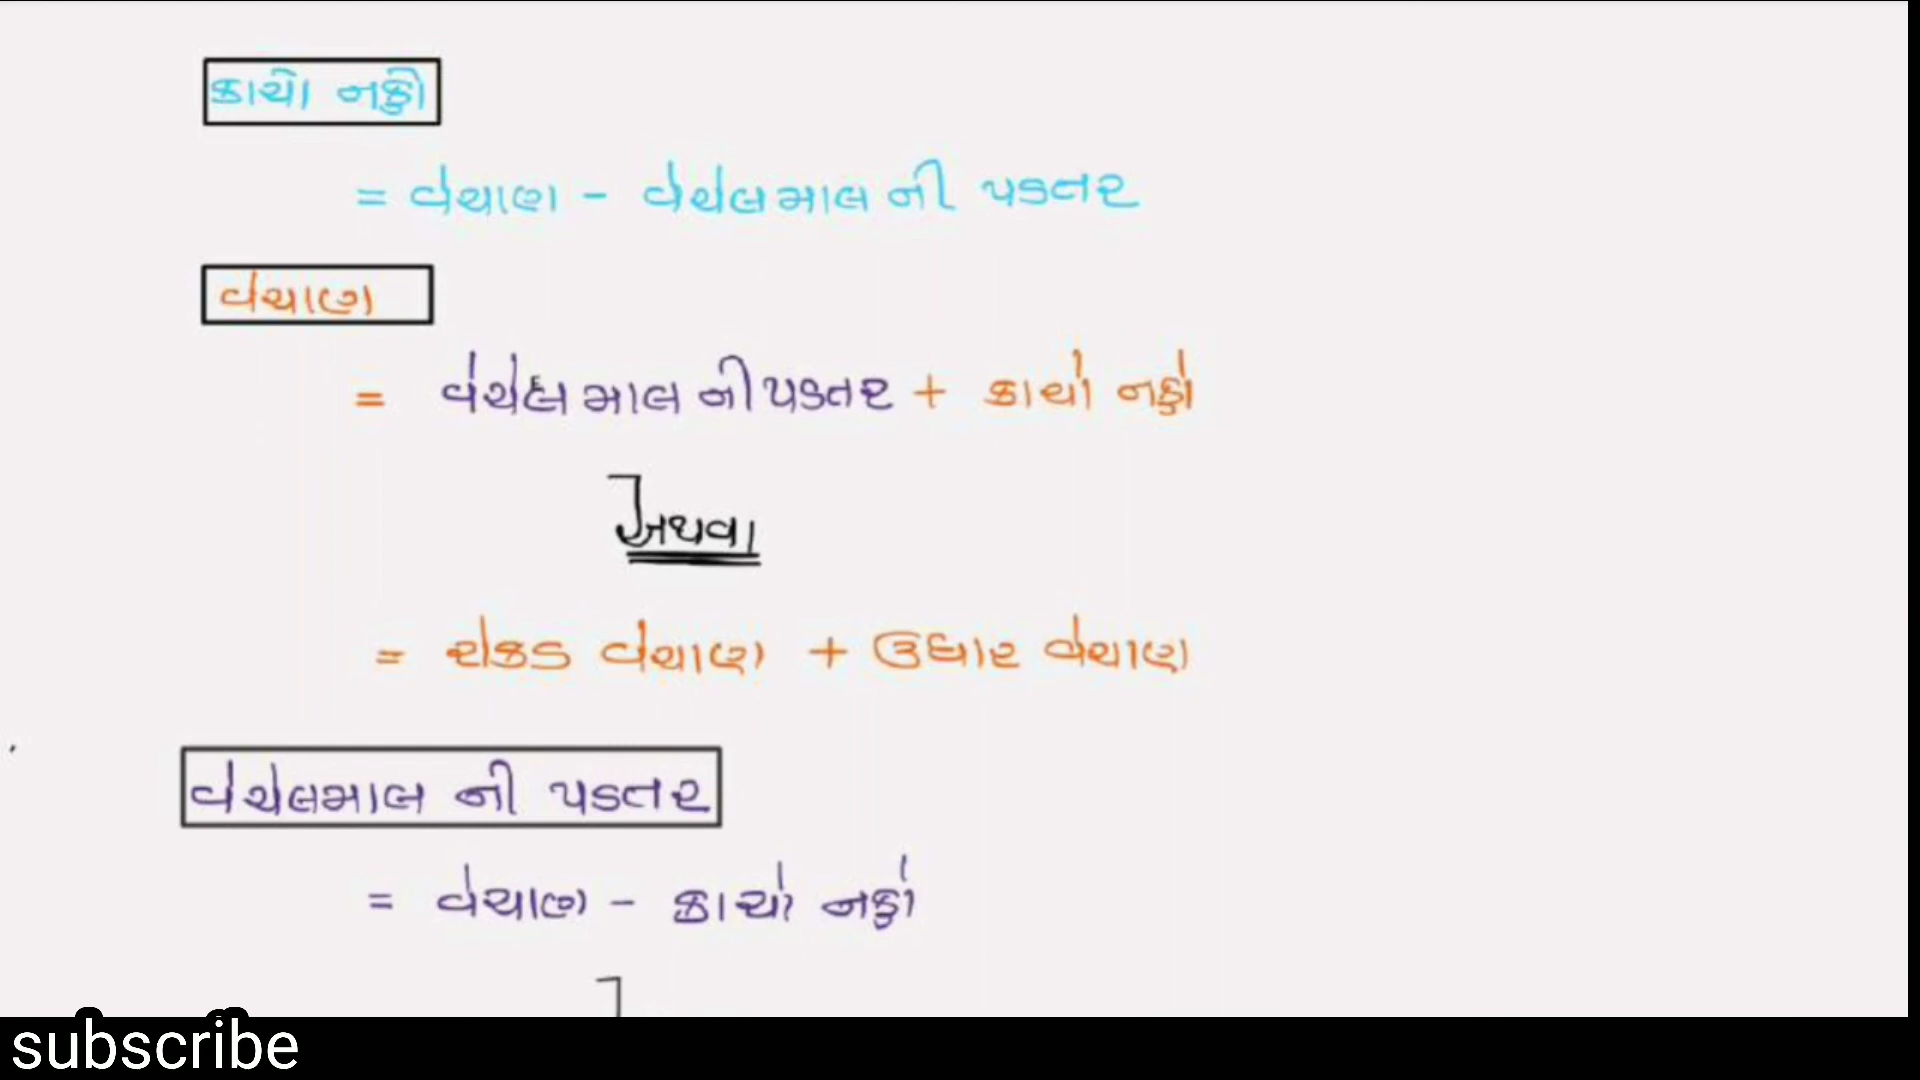 કાચો નફો
= વેચાણ - વેચેલમાલ ની પડતર
વેચાણ
= વેચેલ માલ ની પડતર + કાચો નફો
અથવા
= રોકડ વેચાણ + ઉધાર વેચાણ
વેચેલમાલ ની પડતર
= વેચાણ - કાચો નફો
subscribe